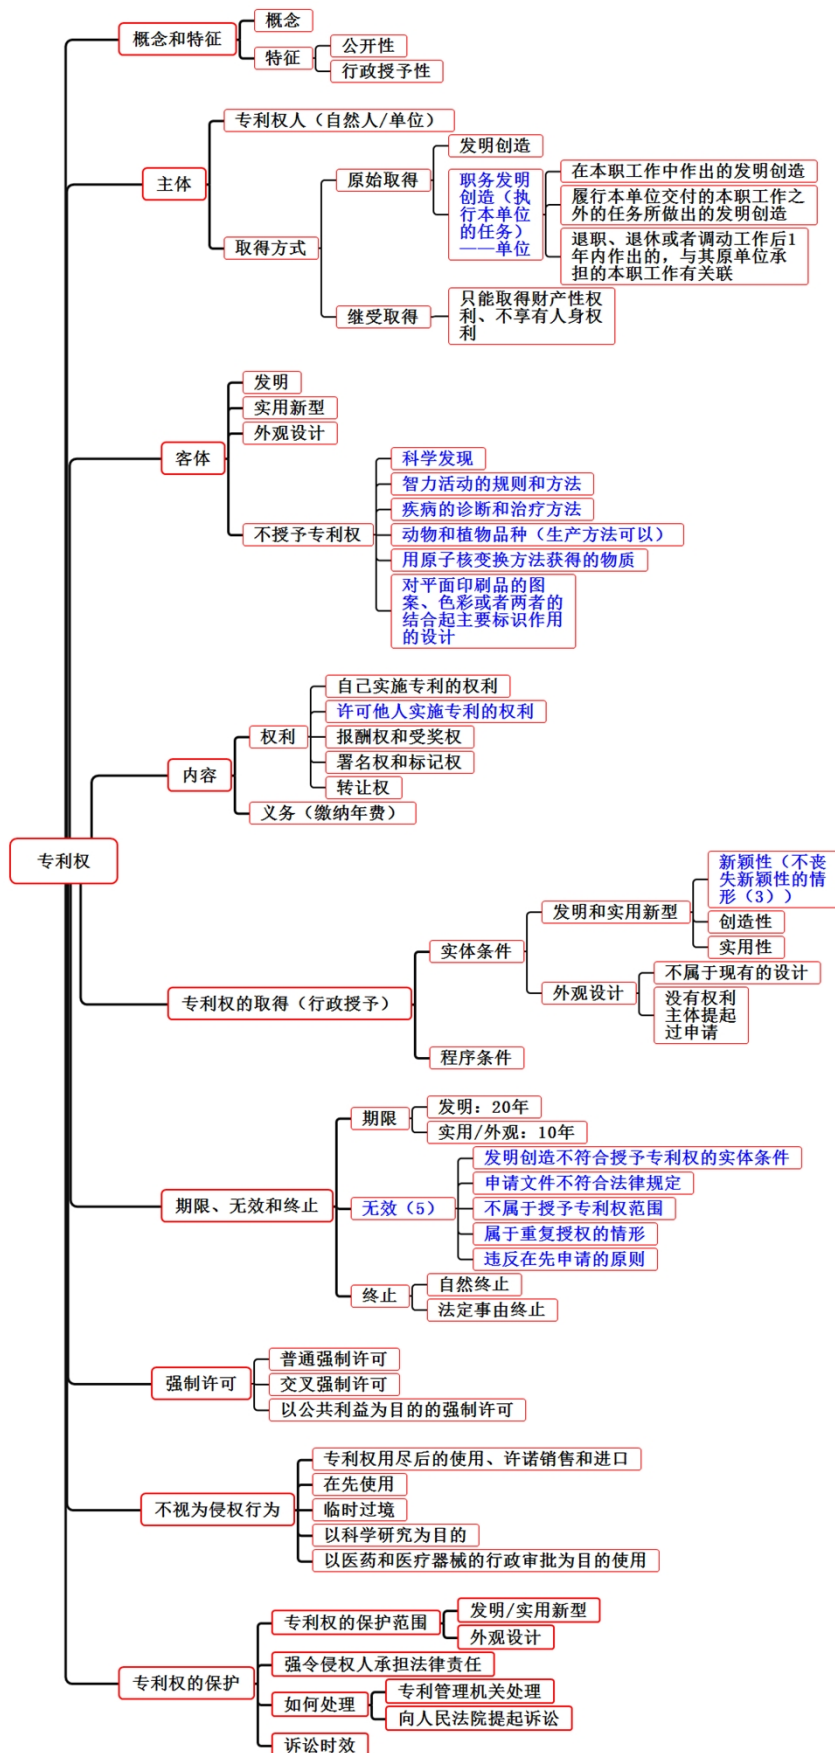 概念和特征
概念
特征
公开性
行政授予性
主体
专利权人（自然人/单位）
取得方式
原始取得
发明创造
职务发明
创造（执
行本单位
的任务）
——单位
在本职工作中作出的发明创造
履行本单位交付的本职工作之
外的任务所做出的发明创造
退职、退休或者调动工作后1
年内作出的，与其原单位承
担的本职工作有关联
继受取得
只能取得财产性权
利、不享有人身权
利
客体
发明
实用新型
外观设计
不授予专利权
科学发现
智力活动的规则和方法
疾病的诊断和治疗方法
动物和植物品种（生产方法可以）
用原子核变换方法获得的物质
对平面印刷品的图
案、色彩或者两者的
结合起主要标识作用
的设计
内容
权利
自己实施专利的权利
许可他人实施专利的权利
报酬权和受奖权
署名权和标记权
转让权
义务（缴纳年费）
专利权
专利权的取得（行政授予）
实体条件
发明和实用新型
新颖性（不丧
失新颖性的情
形（3））
创造性
实用性
外观设计
不属于现有的设计
没有权利
主体提起
过申请
程序条件
期限、无效和终止
期限
发明：20年
实用/外观：10年
无效（5）
发明创造不符合授予专利权的实体条件
申请文件不符合法律规定
不属于授予专利权范围
属于重复授权的情形
违反在先申请的原则
终止
自然终止
法定事由终止
强制许可
普通强制许可
交叉强制许可
以公共利益为目的的强制许可
不视为侵权行为
专利权用尽后的使用、许诺销售和进口
在先使用
临时过境
以科学研究为目的
以医药和医疗器械的行政审批为目的使用
专利权的保护
专利权的保护范围
发明/实用新型
外观设计
强令侵权人承担法律责任
如何处理
专利管理机关处理
向人民法院提起诉讼
诉讼时效